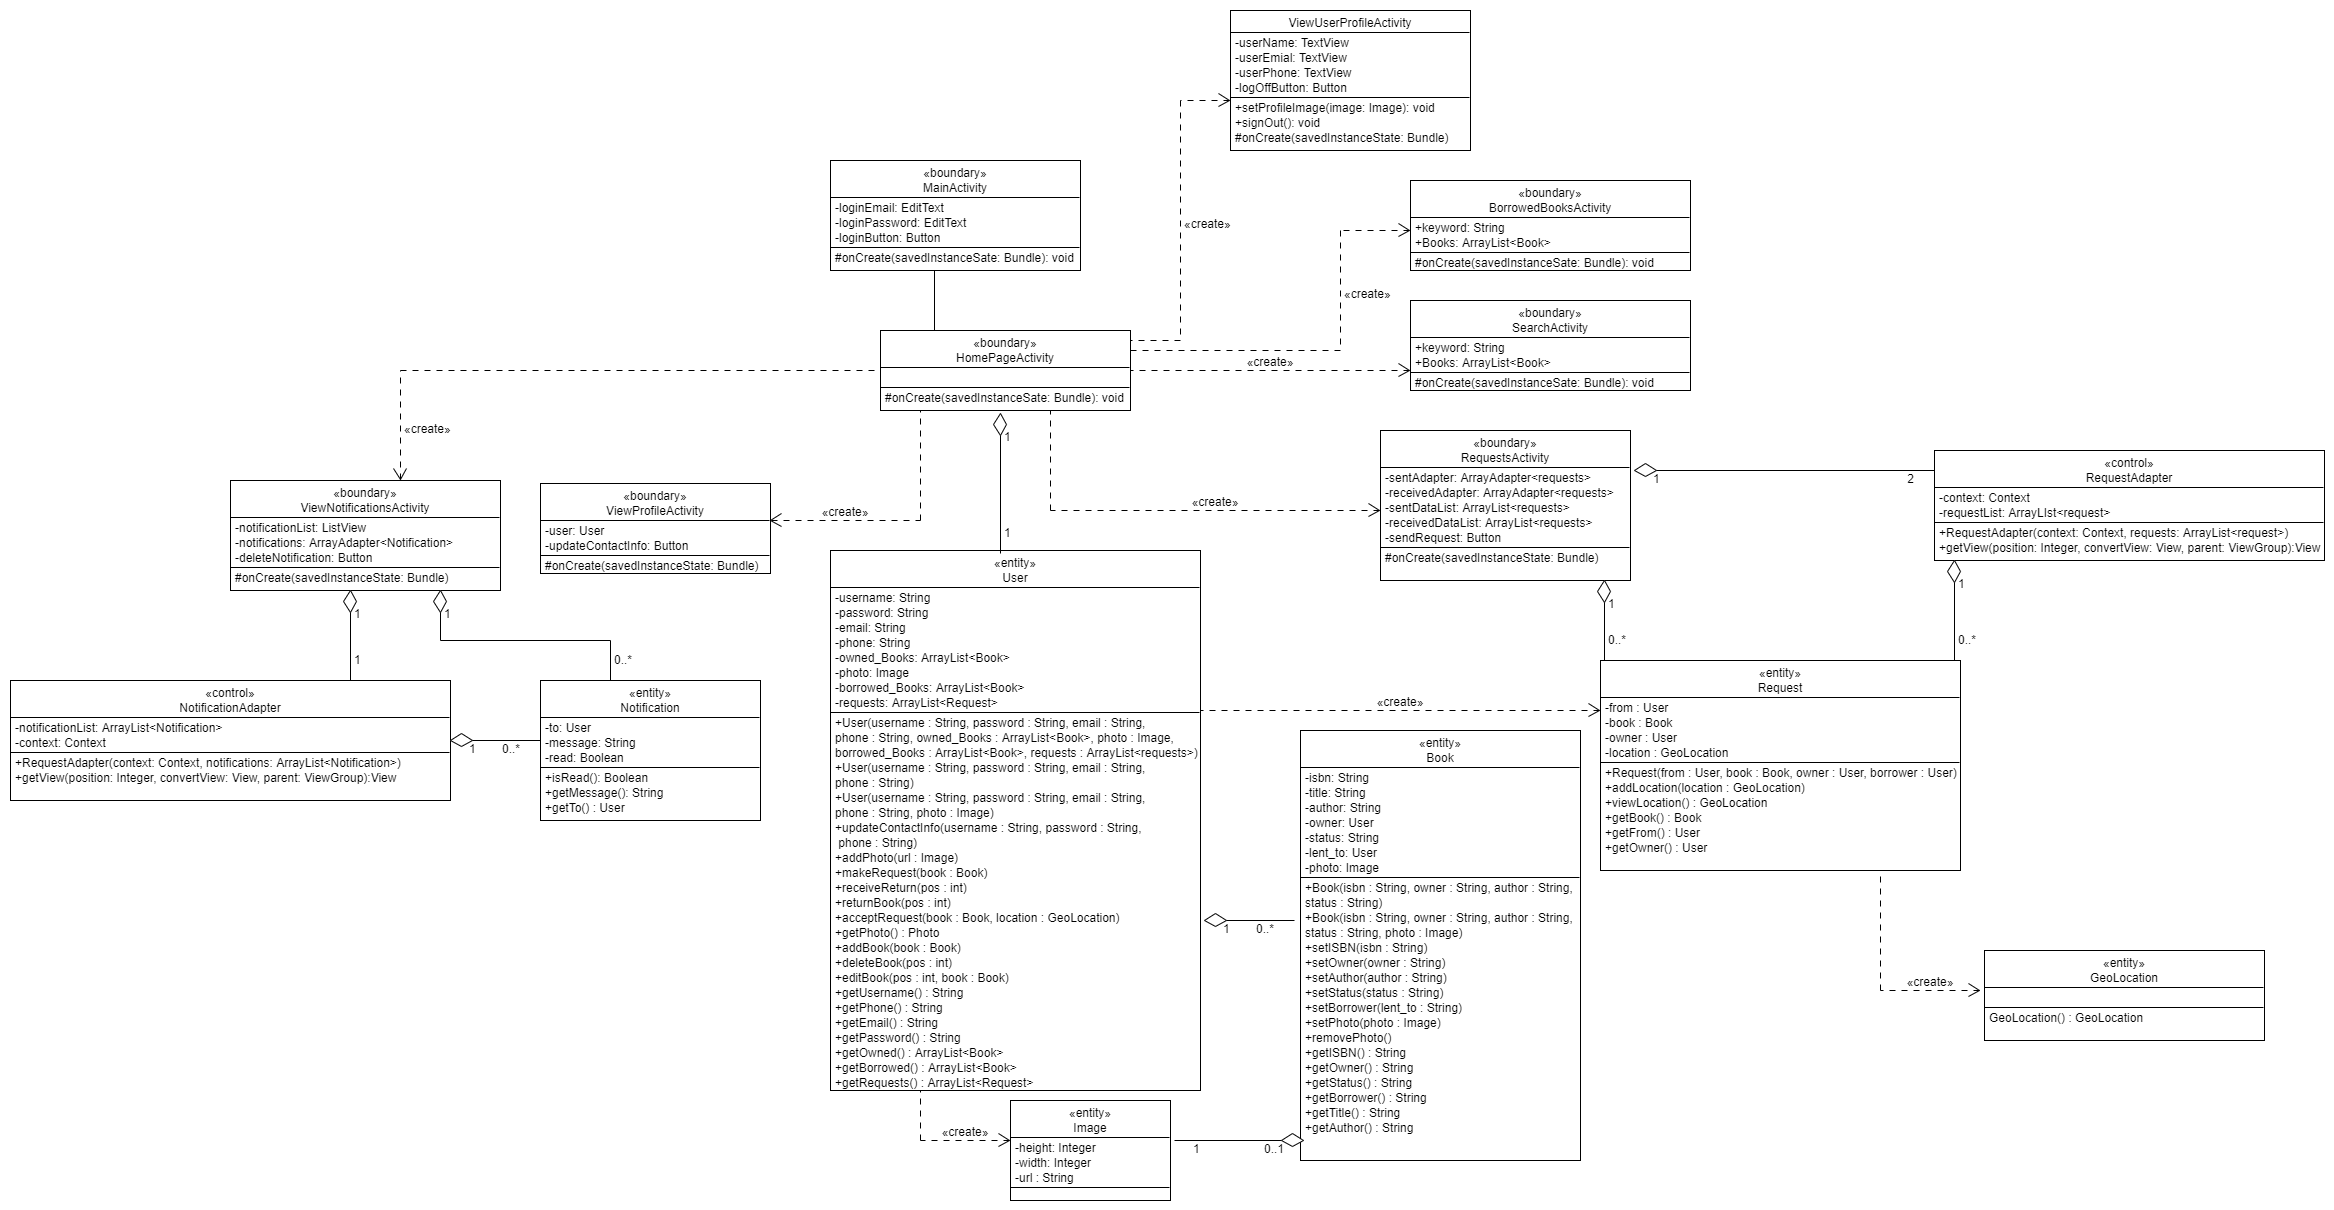 ViewUserProfileActivity
-userName: TextView
-userEmial: TextView
-userPhone: TextView
-logOffButton: Button
+setProfileImage(image: Image): void
+signOut(): void
#onCreate(savedInstanceState: Bundle)
«boundary»
MainActivity
-loginEmail: EditText
-loginPassword: EditText
-loginButton: Button
#onCreate(savedInstanceSate: Bundle): void
«create»
«boundary»
BorrowedBooksActivity
+keyword: String
+Books: ArrayList<Book>
#onCreate(savedInstanceSate: Bundle): void
«create»
«boundary»
SearchActivity
+keyword: String
+Books: ArrayList<Book>
#onCreate(savedInstanceSate: Bundle): void
«create»
«boundary»
HomePageActivity
#onCreate(savedInstanceSate: Bundle): void
«create»
1
1
«create»
«create»
«boundary»
ViewNotificationsActivity
-notificationList: ListView
-notifications: ArrayAdapter<Notification>
-deleteNotification: Button
#onCreate(savedInstanceState: Bundle)
1
1
1
0..*
«boundary»
ViewProfileActivity
-user: User
-updateContactInfo: Button
#onCreate(savedInstanceState: Bundle)
«boundary»
RequestsActivity
-sentAdapter: ArrayAdapter<requests>
-receivedAdapter: ArrayAdapter<requests>
-sentDataList: ArrayList<requests>
-receivedDataList: ArrayList<requests>
-sendRequest: Button
#onCreate(savedInstanceState: Bundle)
1
2
«control»
RequestAdapter
-context: Context
-requestList: ArrayList<request>
+RequestAdapter(context: Context, requests: ArrayList<request>)
+getView(position: Integer, convertView: View, parent: ViewGroup):View
1
0..*
1
0..*
«control»
NotificationAdapter
-notificationList: ArrayList<Notification>
-context: Context
+RequestAdapter(context: Context, notifications: ArrayList<Notification>)
+getView(position: Integer, convertView: View, parent: ViewGroup):View
1
0..*
«entity»
Notification
-to: User
-message: String
-read: Boolean
+isRead(): Boolean
+getMessage(): String
+getTo() : User
«entity»
User
-username: String
-password: String
-email: String
-phone: String
-owned_Books: ArrayList<Book>
-photo: Image
-borrowed_Books: ArrayList<Book>
-requests: ArrayList<Request>
+User(username : String, password : String, email : String,
phone : String, owned_Books : ArrayList<Book>, photo : Image,
borrowed_Books : ArrayList<Book>, requests : ArrayList<requests>)
+User(username : String, password : String, email : String,
phone : String)
+User(username : String, password : String, email : String,
phone : String, photo : Image)
+updateContactInfo(username : String, password : String,
phone : String)
+addPhoto(url : Image)
+makeRequest(book : Book)
+receiveReturn(pos : int)
+returnBook(pos : int)
+acceptRequest(book : Book, location : GeoLocation)
+getPhoto() : Photo
+addBook(book : Book)
+deleteBook(pos : int)
+editBook(pos : int, book : Book)
+getUsername() : String
+getPhone() : String
+getEmail() : String
+getPassword() : String
+getOwned() : ArrayList<Book>
+getBorrowed() : ArrayList<Book>
+getRequests() : ArrayList<Request>
«create»
1
0..*
«entity»
Book
-isbn: String
-title: String
-author: String
-owner: User
-status: String
-lent_to: User
-photo: Image
+Book(isbn : String, owner : String, author : String,
status : String)
+Book(isbn : String, owner : String, author : String,
status : String, photo : Image)
+setISBN(isbn : String)
+setOwner(owner : String)
+setAuthor(author : String)
+setStatus(status : String)
+setBorrower(lent_to : String)
+setPhoto(photo : Image)
+removePhoto()
+getISBN() : String
+getOwner() : String
+getStatus() : String
+getBorrower() : String
+getTitle() : String
+getAuthor() : String
«entity»
Request
-from : User
-book : Book
-owner : User
-location : GeoLocation
+Request(from : User, book : Book, owner : User, borrower : User)
+addLocation(location : GeoLocation)
+viewLocation() : GeoLocation
+getBook() : Book
+getFrom() : User
+getOwner() : User
«create»
«entity»
GeoLocation
GeoLocation() : GeoLocation
«create»
«entity»
Image
-height: Integer
-width: Integer
-url : String
1
0..1